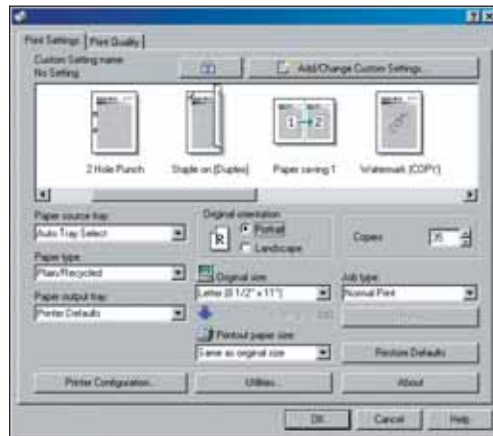 Print Settings
Print Quality
Custom Setting name:
No Setting
Add/Change Custom Settings...
2 Hole Punch
Staple on (Duplex)
Paper saving 1
Watermark (COPY)
1
2
Paper source tray:
Auto Tray Select
Paper type:
Plain/Recycled
Paper output tray:
Printer Defaults
Original orientation
R
Portrait
Landscape
Copies:
Original size:
Letter (8 1/2" x 11")
Printout paper size:
Same as original size
Job type:
Normal Print
Restore Defaults
Printer Configuration...
Utilities...
About
OK
Cancel
Help